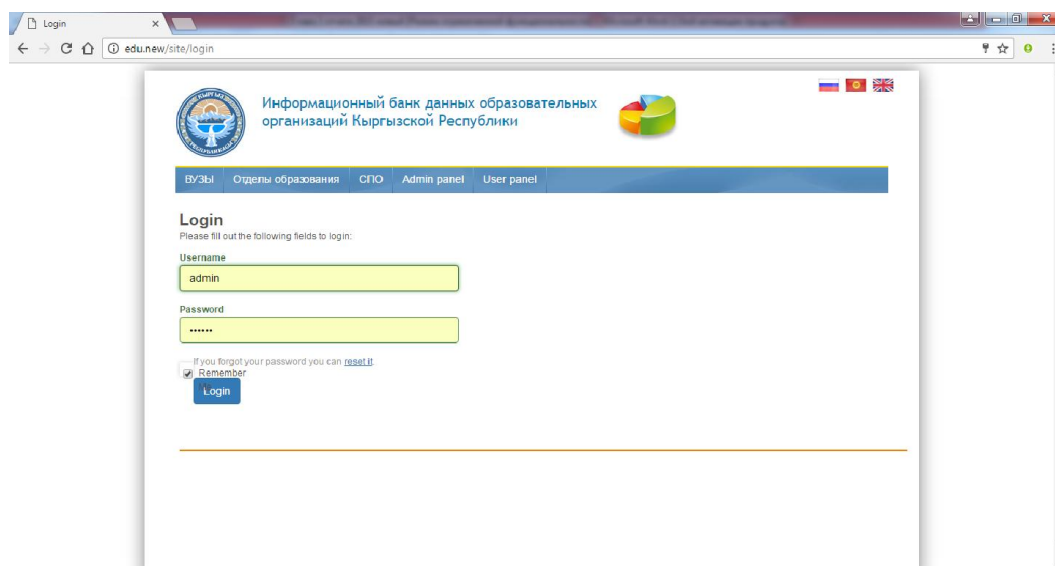 Login
edu.new/site/login
Информационный банк данных образовательных
организаций Кыргызской Республики
ВУЗЫ Отделы образования СПО Admin panel User panel
Login
Please fill out the following fields to login:
Username
admin
Password
••••••
If you forgot your password you can reset it
Remember
Me
Login